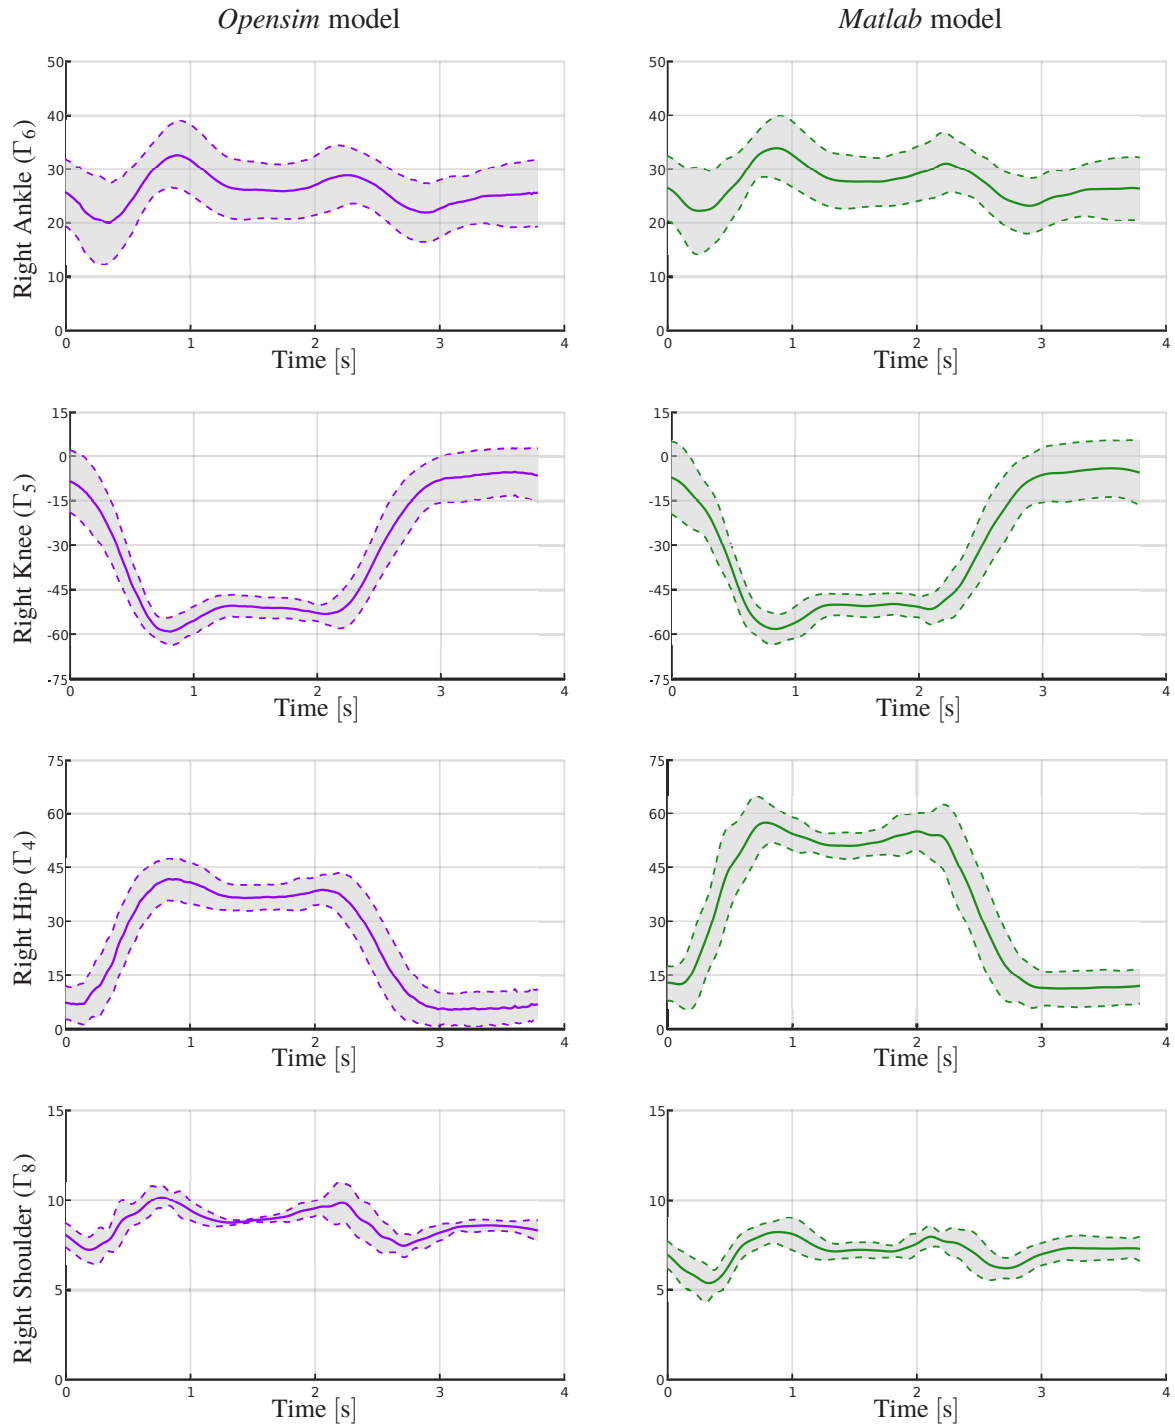 Opensim model
Matlab model
Right Ankle (Γ6)
50
40
30
20
10
0
0 1 2 3 4
Time [s]
50
40
30
20
10
0
0 1 2 3 4
Time [s]
Right Knee (Γ5)
15
0
-15
-30
-45
-60
-75
0 1 2 3 4
Time [s]
15
0
-15
-30
-45
-60
-75
0 1 2 3 4
Time [s]
Right Hip (Γ4)
75
60
45
30
15
0
0 1 2 3 4
Time [s]
75
60
45
30
15
0
0 1 2 3 4
Time [s]
Right Shoulder (Γ8)
15
10
5
0
0 1 2 3 4
Time [s]
15
10
5
0
0 1 2 3 4
Time [s]